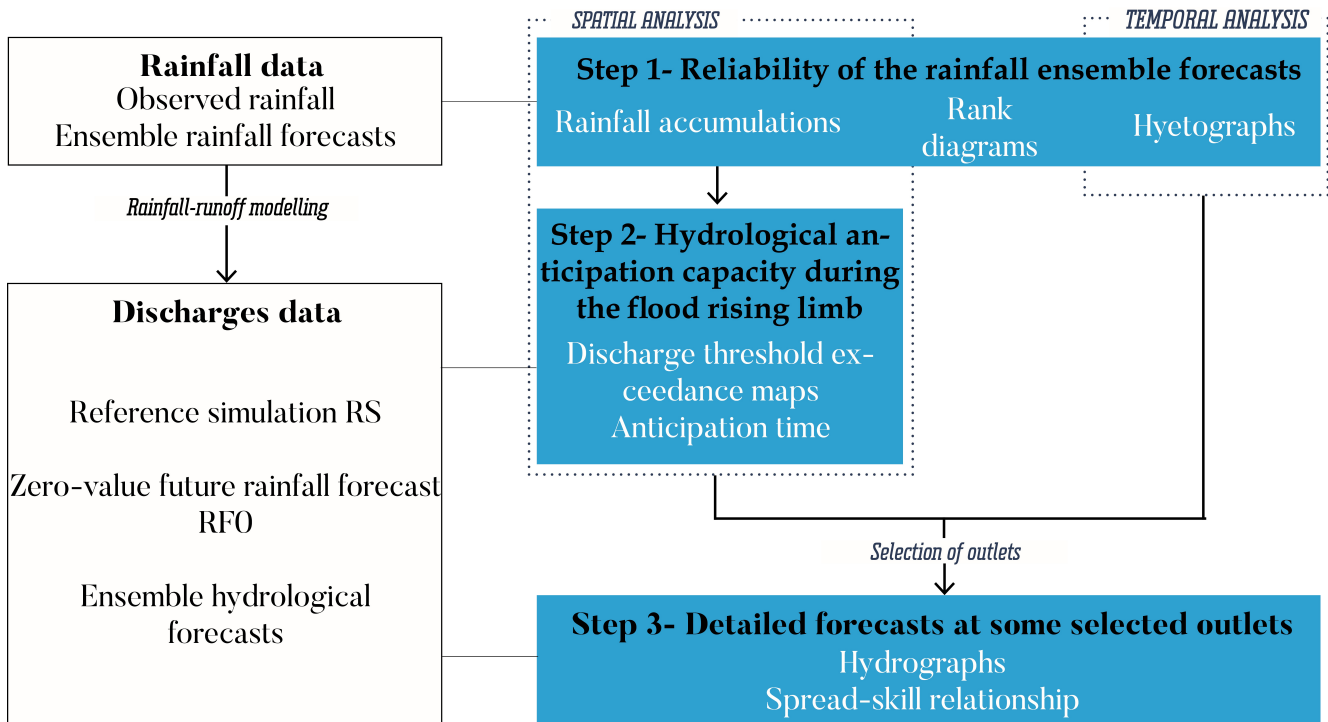 SPATIAL ANALYSIS
TEMPORAL ANALYSIS
Rainfall data
Observed rainfall
Ensemble rainfall forecasts
Step 1- Reliability of the rainfall ensemble forecasts
Rainfall accumulations
Rank
diagrams
Hyetographs
Rainfall-runoff modelling
Step 2- Hydrological an-
ticipation capacity during
the flood rising limb
Discharge threshold ex-
ceedance maps
Anticipation time
Discharges data
Reference simulation RS
Zero-value future rainfall forecast
RF0
Ensemble hydrological
forecasts
Selection of outlets
Step 3- Detailed forecasts at some selected outlets
Hydrographs
Spread-skill relationship